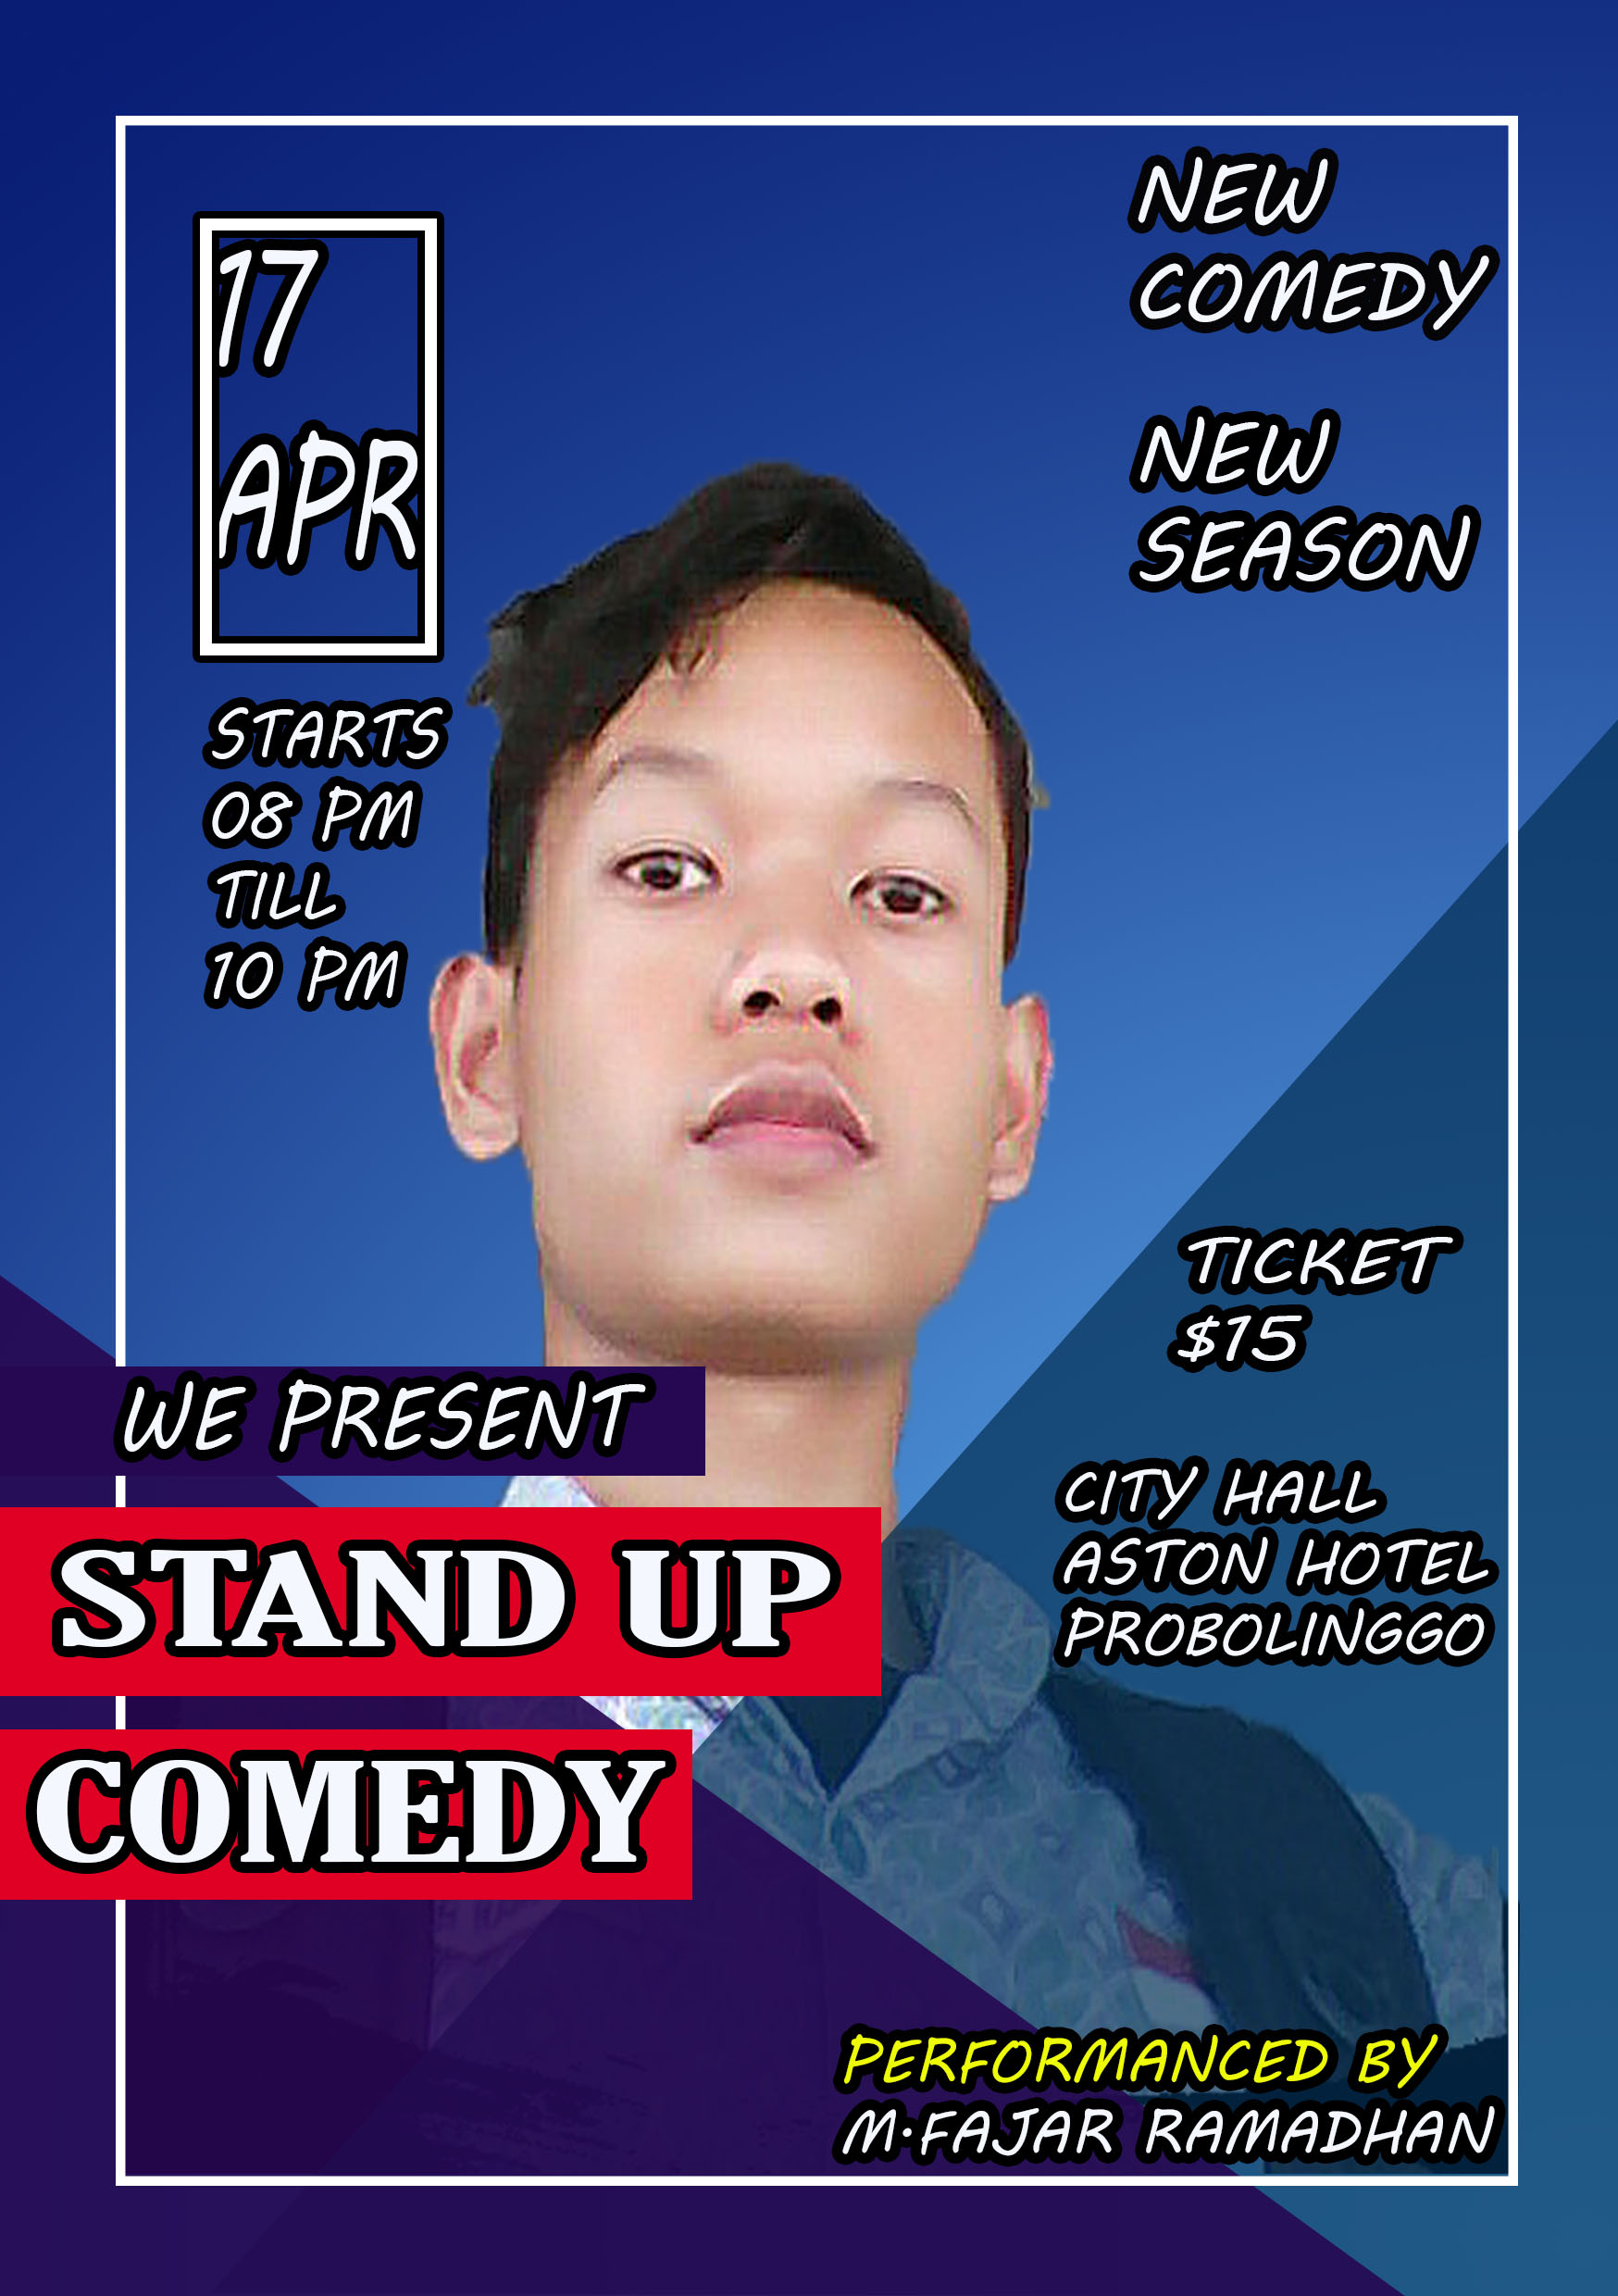 NEW
COMEDY
NEW
SEASON
17
APR
STARTS
08 PM
TILL
10 PM
TICKET
$15
WE PRESENT
STAND UP
COMEDY
CITY HALL
ASTON HOTEL
PROBOLINGGO
PERFORMANCED BY
M.FAJAR RAMADHAN